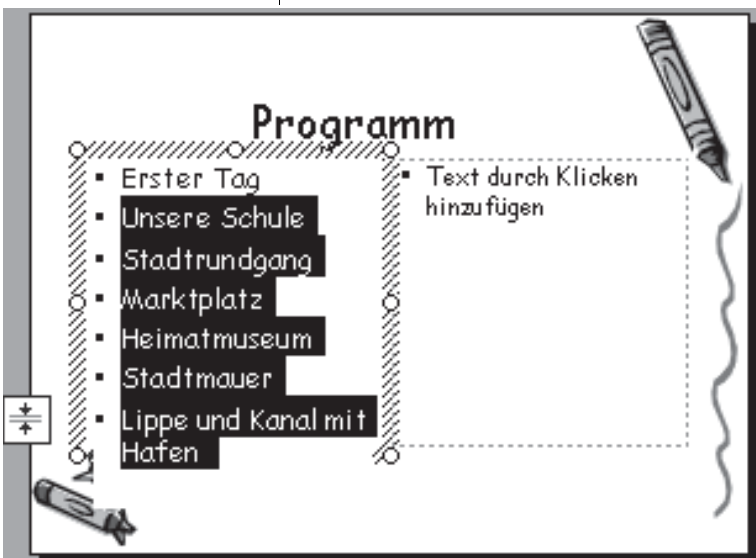 Programm
▪ Erster Tag
▪ Unsere Schule
▪ Stadtrundgang
▪ Marktplatz
▪ Heimatmuseum
▪ Stadtmauer
▪ Lippe und Kanal mit
Hafen
▪ Text durch Klicken
hinzufügen